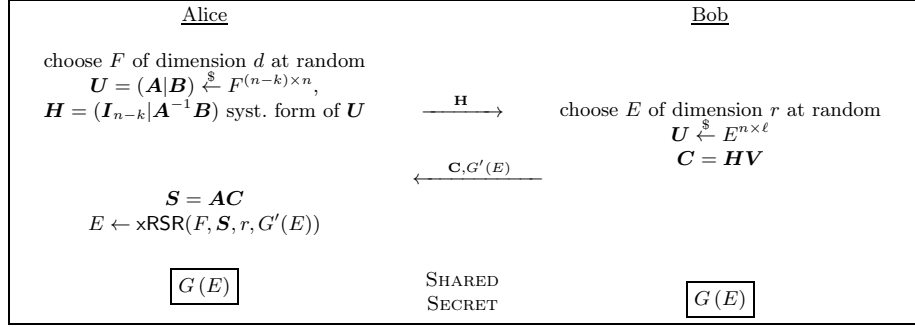 Alice
Bob
choose F of dimension d at random
U = (A|B) $← F^{(n−k)×n},
H = (I_{n−k}|A^{−1}B) syst. form of U
H
⟶
choose E of dimension r at random
U $← E^{n×ℓ}
C = HV
C,G′(E)
⟵
S = AC
E ← xRSR(F, S, r, G′(E))
G (E)
SHARED
SECRET
G (E)